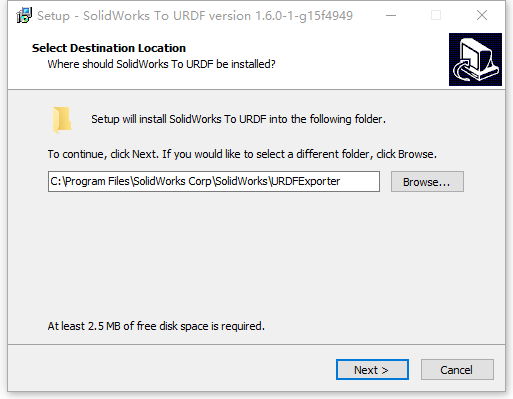 Setup - SolidWorks To URDF version 1.6.0-1-g15f4949
Select Destination Location
Where should SolidWorks To URDF be installed?
Setup will install SolidWorks To URDF into the following folder.
To continue, click Next. If you would like to select a different folder, click Browse.
C:\Program Files\SolidWorks Corp\SolidWorks\URDFExporter
Browse...
At least 2.5 MB of free disk space is required.
Next >
Cancel